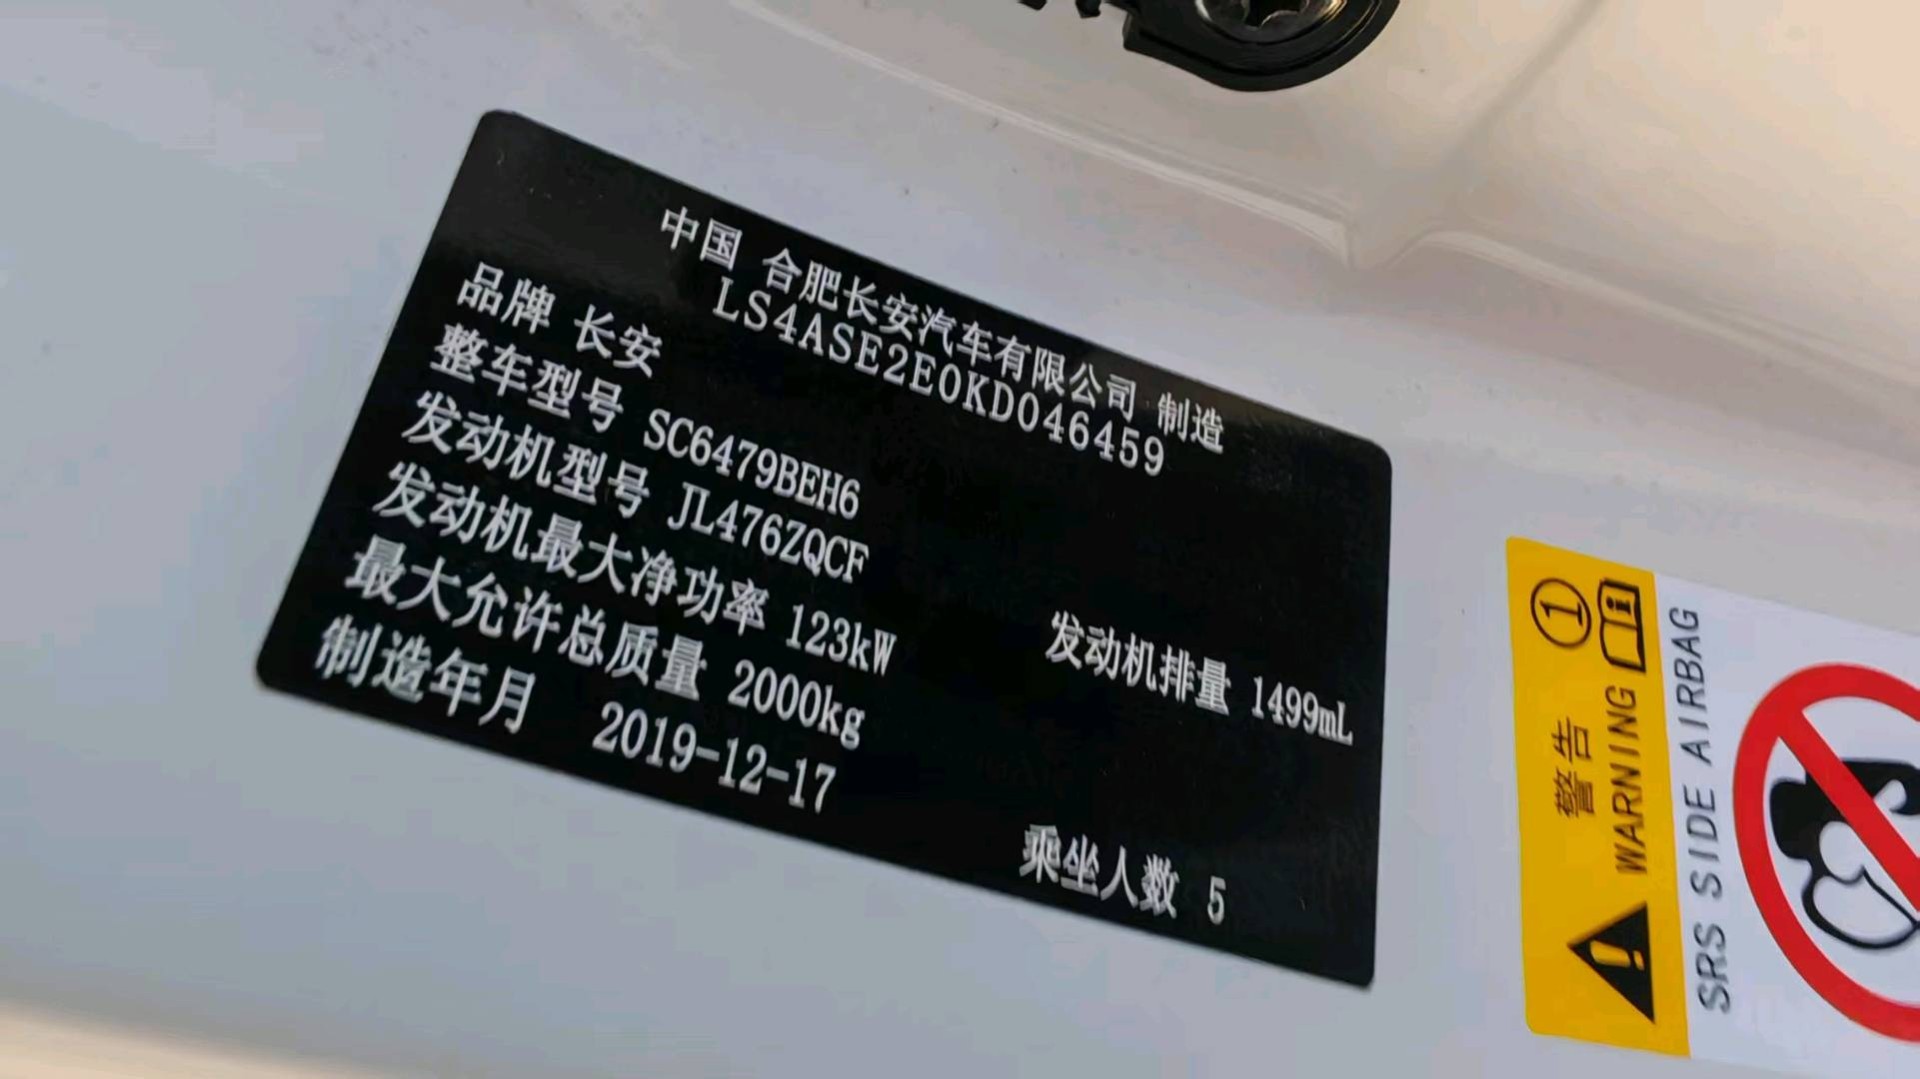 中国 合肥长安汽车有限公司 制造
LS4ASE2E0KD046459
品牌 长安
整车型号 SC6479BEH6
发动机型号 JL476ZQCF
发动机最大净功率 123kW 发动机排量 1499mL
最大允许总质量 2000kg
制造年月 2019-12-17 乘坐人数 5
警告
WARNING
SRS SIDE AIRBAG